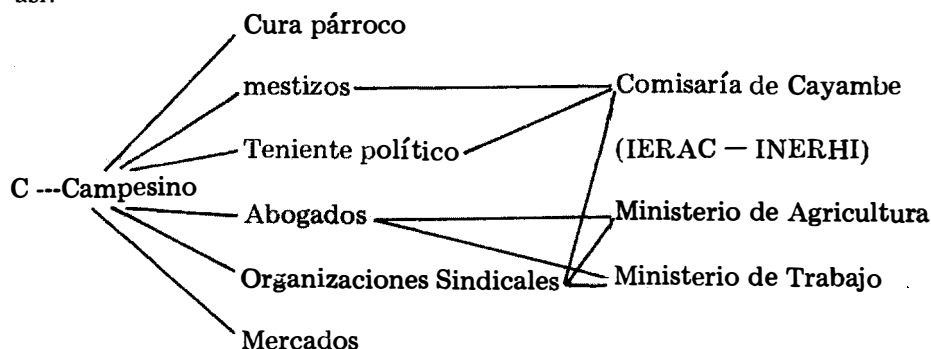 así:
Cura párroco
mestizos Comisaría de Cayambe
Teniente político (IERAC — INERHI)
C ---Campesino
Abogados Ministerio de Agricultura
Organizaciones Sindicales Ministerio de Trabajo
Mercados